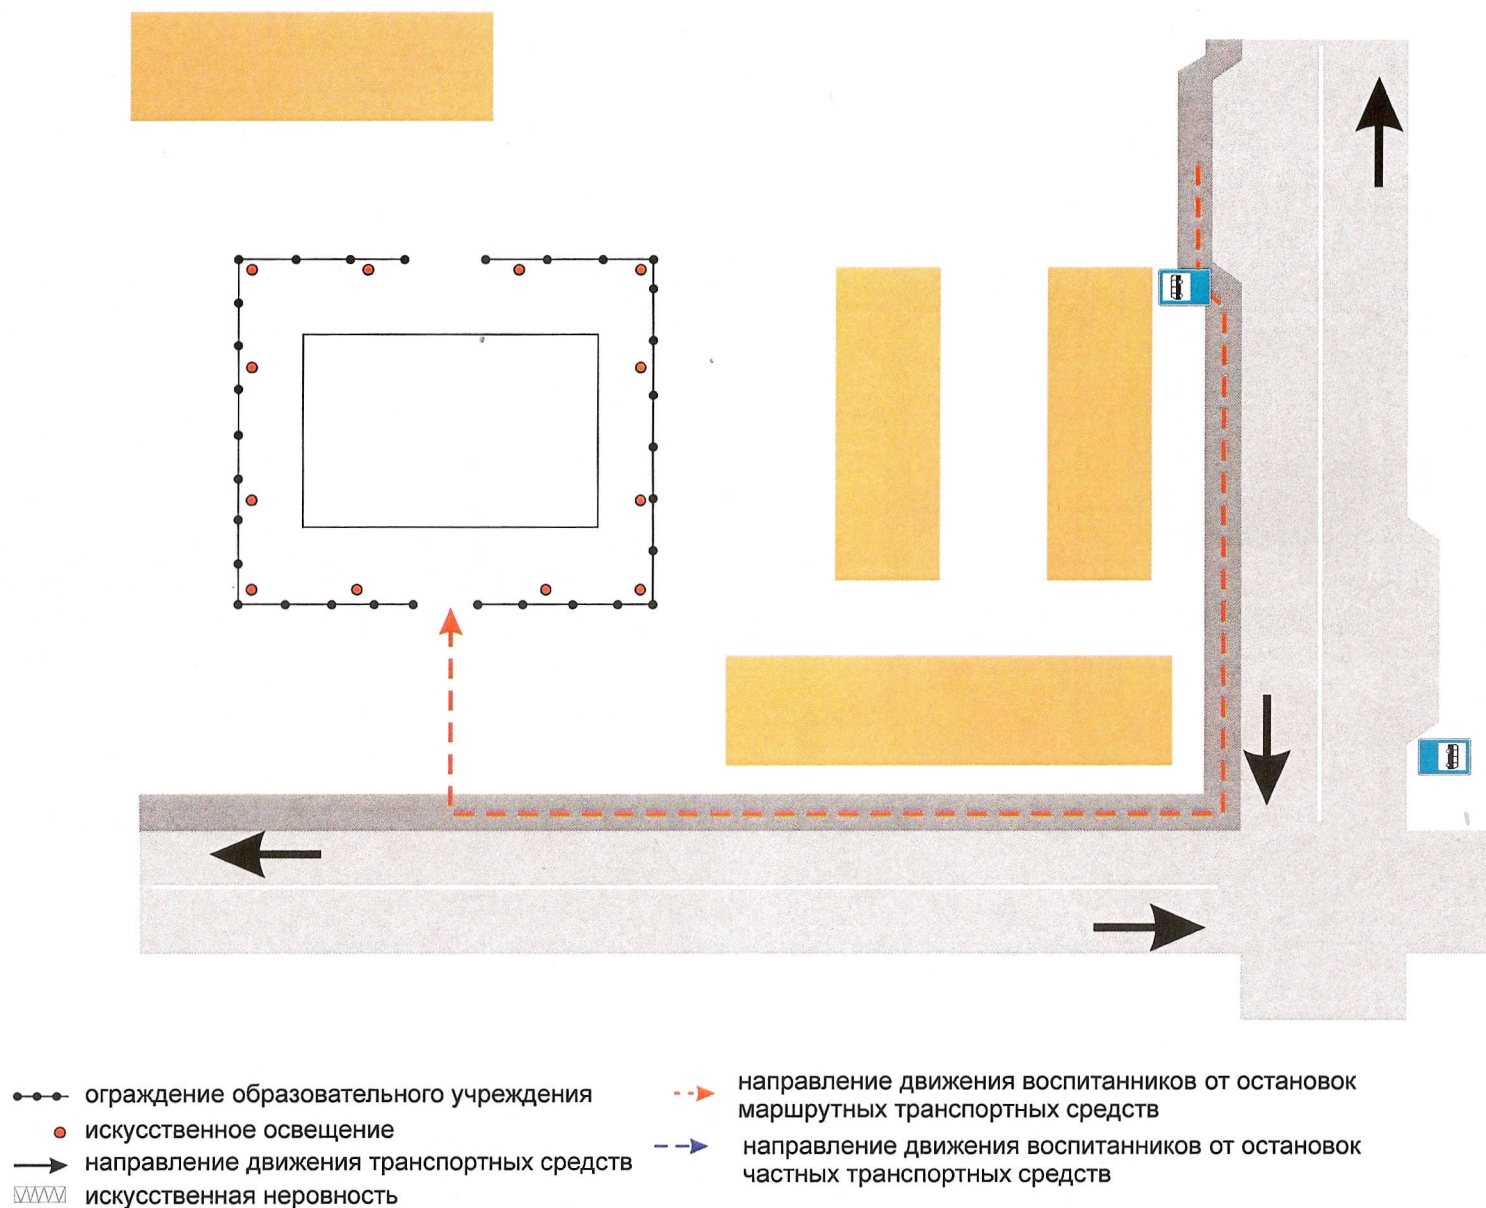 ограждение образовательного учреждения
искусственное освещение
направление движения транспортных средств
искусственная неровность
направление движения воспитанников от остановок
маршрутных транспортных средств
направление движения воспитанников от остановок
частных транспортных средств